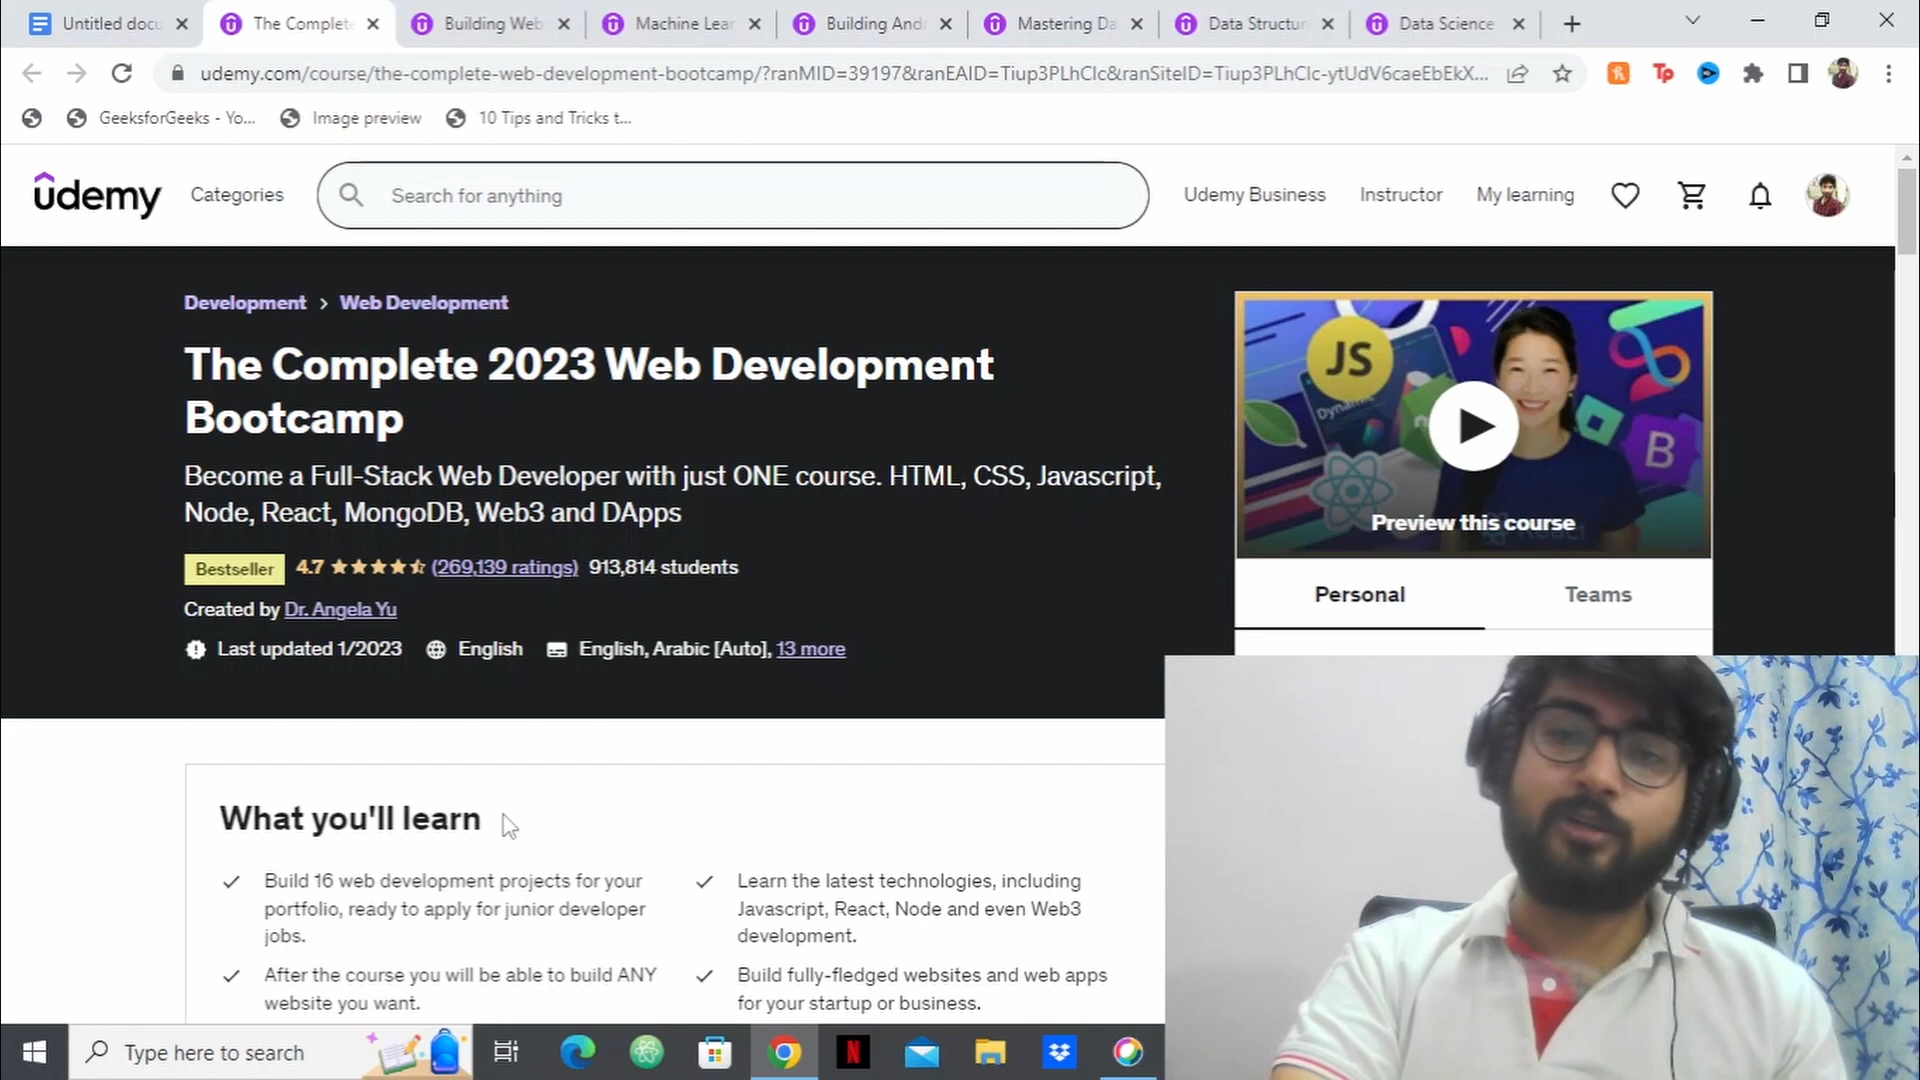 Untitled docu
The Complete
Building Web
Machine Lear
Building And
Mastering Da
Data Structur
Data Science
udemy.com/course/the-complete-web-development-bootcamp/?ranMID=39197&ranEAID=Tiup3PLhClc&ranSiteID=Tiup3PLhClc-ytUdV6caeEbEkX...
Tp
GeeksforGeeks - Yo...
Image preview
10 Tips and Tricks t...
udemy
Categories
Search for anything
Udemy Business
Instructor
My learning
Development > Web Development
The Complete 2023 Web Development
Bootcamp
Become a Full-Stack Web Developer with just ONE course. HTML, CSS, Javascript,
Node, React, MongoDB, Web3 and DApps
Bestseller 4.7 (269,139 ratings) 913,814 students
Created by Dr. Angela Yu
Last updated 1/2023 English English, Arabic [Auto], 13 more
JS
B
Preview this course
Personal
Teams
What you'll learn
Build 16 web development projects for your
portfolio, ready to apply for junior developer
jobs.
Learn the latest technologies, including
Javascript, React, Node and even Web3
development.
After the course you will be able to build ANY
website you want.
Build fully-fledged websites and web apps
for your startup or business.
Type here to search
N